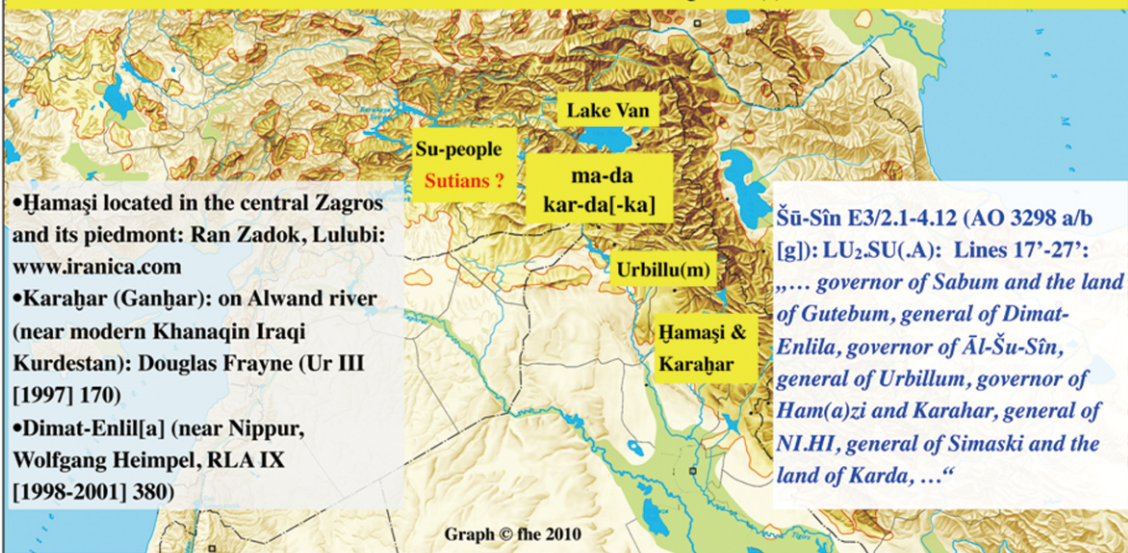 Lake Van
Su-people
Sutians ?
ma-da
kar-da[-ka]
Urbillu(m)
Ḫamaşi &
Karaḫar
•Ḫamaşi located in the central Zagros
and its piedmont: Ran Zadok, Lulubi:
www.iranica.com
•Karaḫar (Ganḫar): on Alwand river
(near modern Khanaqin Iraqi
Kurdestan): Douglas Frayne (Ur III
[1997] 170)
•Dimat-Enlil[a] (near Nippur,
Wolfgang Heimpel, RLA IX
[1998-2001] 380)
Šū-Sîn E3/2.1-4.12 (AO 3298 a/b
[g]): LU₂.SU(.A): Lines 17’-27’:
„… governor of Sabum and the land
of Gutebum, general of Dimat-
Enlila, governor of Āl-Šu-Sîn,
general of Urbillum, governor of
Ham(a)zi and Karahar, general of
NI.HI, general of Simaski and the
land of Karda, …“
Graph © fhe 2010
Tigris